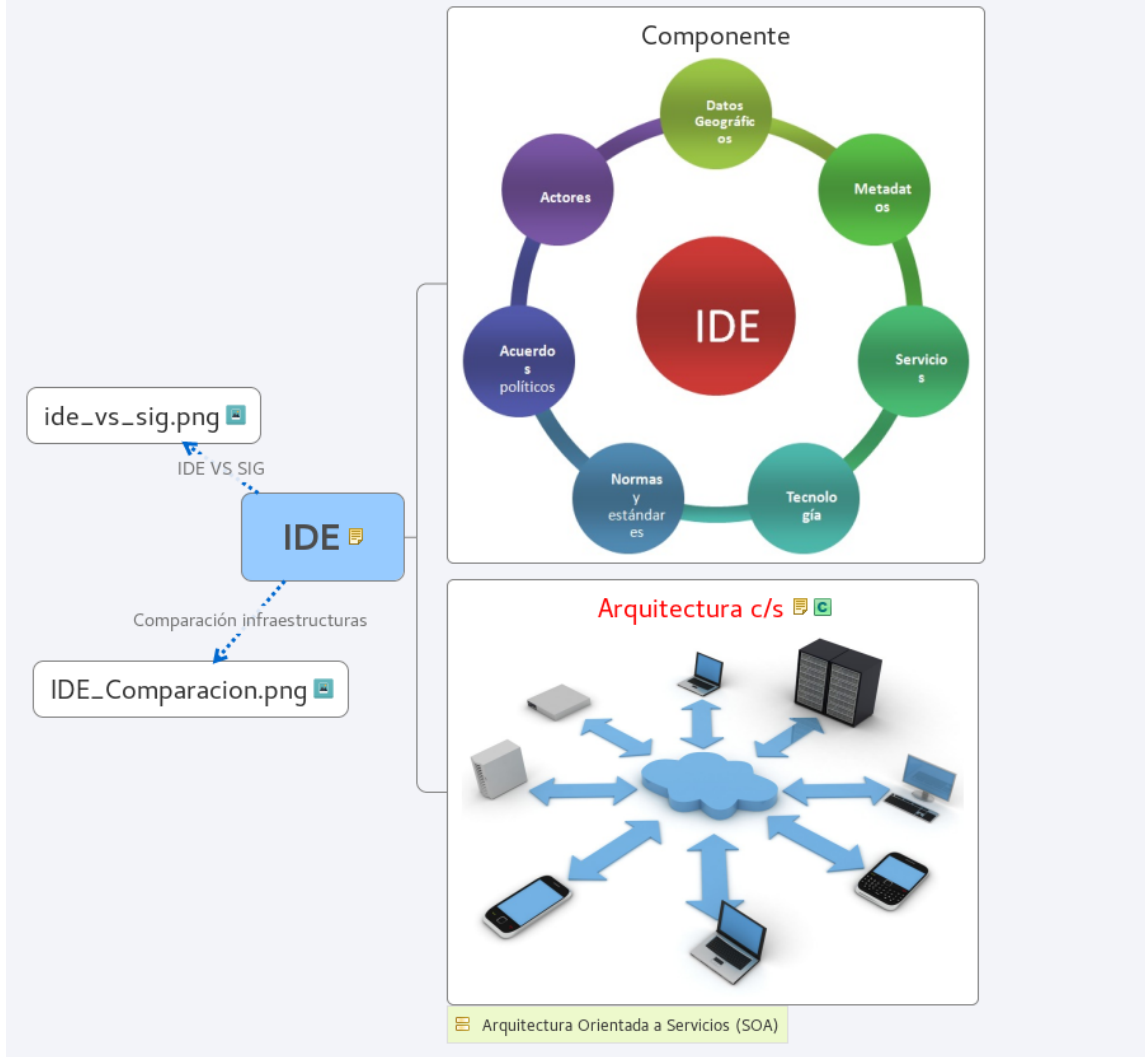 Componente
Datos
Geográfic
os
Metadat
os
Actores
IDE
Servicio
s
Acuerdo
s
políticos
Normas
y
estándar
es
Tecnolo
gía
ide_vs_sig.png
IDE VS SIG
IDE
Comparación infraestructuras
IDE_Comparacion.png
Arquitectura c/s
C
Arquitectura Orientada a Servicios (SOA)